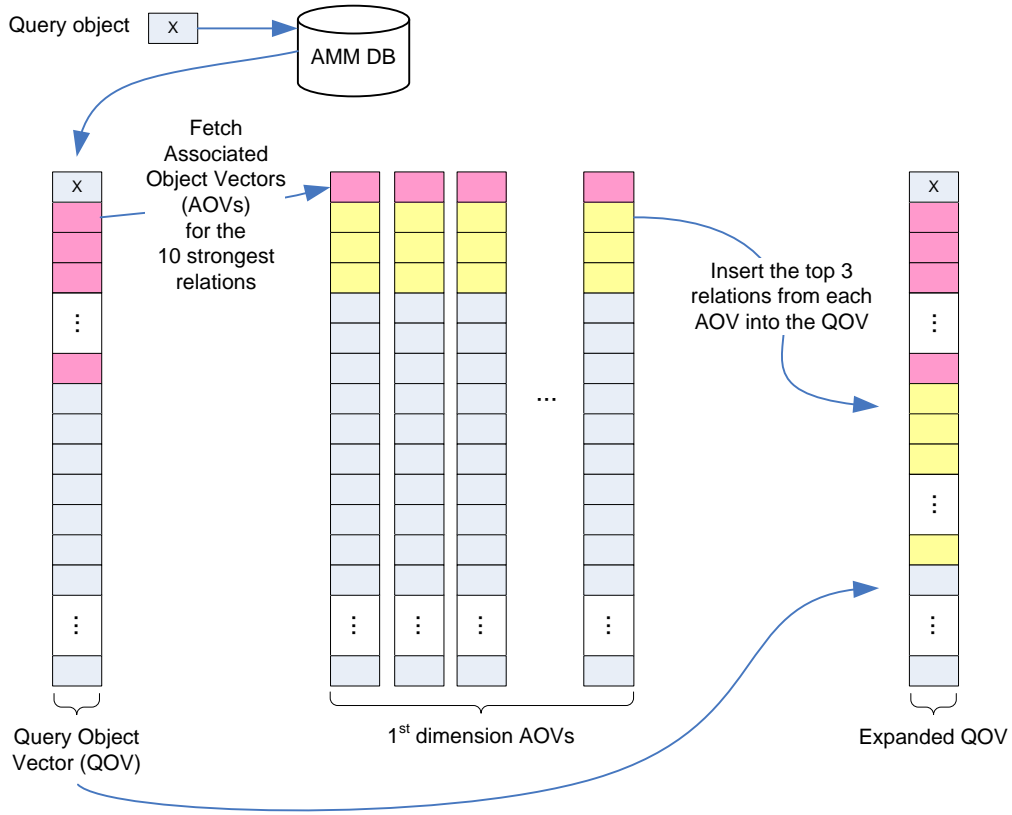 Query object
X
AMM DB
Fetch
Associated
Object Vectors
(AOVs)
for the
10 strongest
relations
X
X
Insert the top 3
relations from each
AOV into the QOV
...
⋮
⋮
⋮
⋮
⋮
⋮
⋮
⋮
Query Object
Vector (QOV)
1st dimension AOVs
Expanded QOV